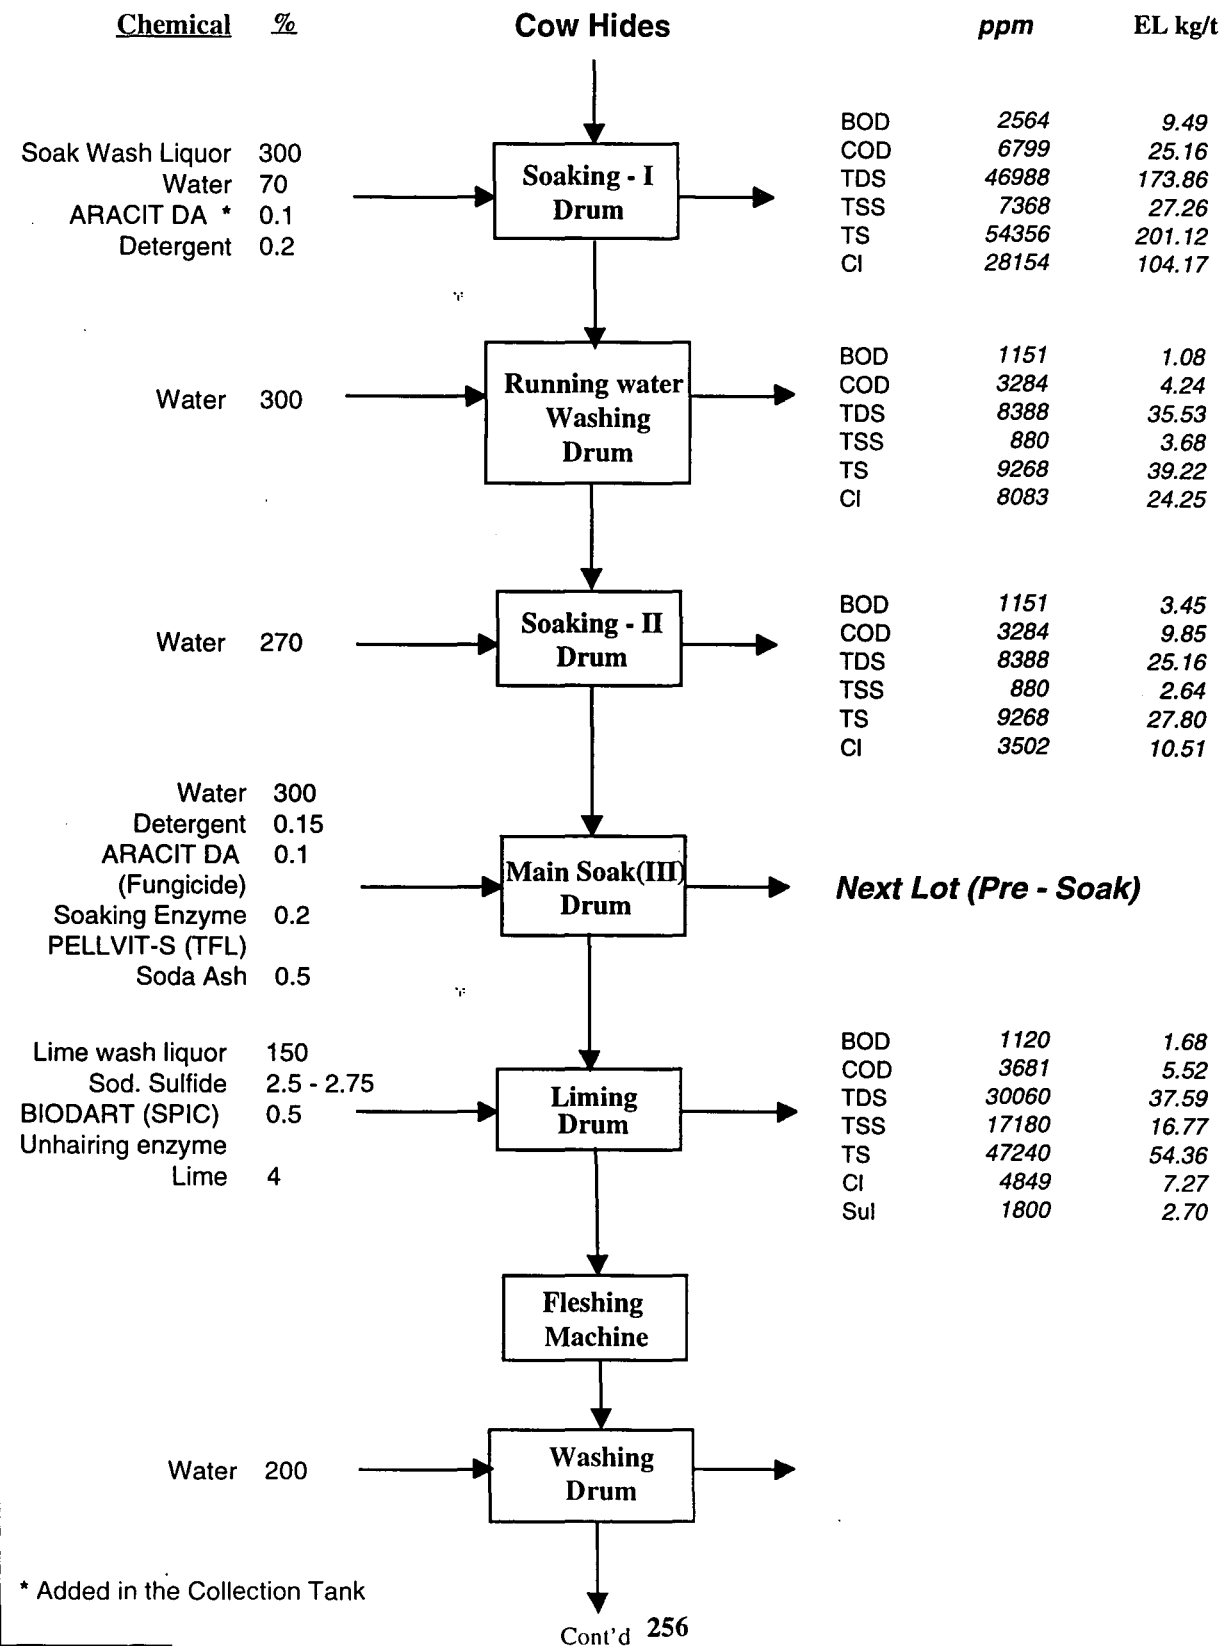 Chemical % Cow Hides ppm EL kg/t
Soak Wash Liquor 300
Water 70
ARACIT DA * 0.1
Detergent 0.2
Soaking - I
Drum
BOD 2564 9.49
COD 6799 25.16
TDS 46988 173.86
TSS 7368 27.26
TS 54356 201.12
Cl 28154 104.17
Water 300
Running water
Washing
Drum
BOD 1151 1.08
COD 3284 4.24
TDS 8388 35.53
TSS 880 3.68
TS 9268 39.22
Cl 8083 24.25
Water 270
Soaking - II
Drum
BOD 1151 3.45
COD 3284 9.85
TDS 8388 25.16
TSS 880 2.64
TS 9268 27.80
Cl 3502 10.51
Water 300
Detergent 0.15
ARACIT DA 0.1
(Fungicide)
Soaking Enzyme 0.2
PELLVIT-S (TFL)
Soda Ash 0.5
Main Soak(III)
Drum
Next Lot (Pre - Soak)
Lime wash liquor 150
Sod. Sulfide 2.5 - 2.75
BIODART (SPIC) 0.5
Unhairing enzyme
Lime 4
Liming
Drum
BOD 1120 1.68
COD 3681 5.52
TDS 30060 37.59
TSS 17180 16.77
TS 47240 54.36
Cl 4849 7.27
Sul 1800 2.70
Fleshing
Machine
Water 200
Washing
Drum
* Added in the Collection Tank
Cont'd 256